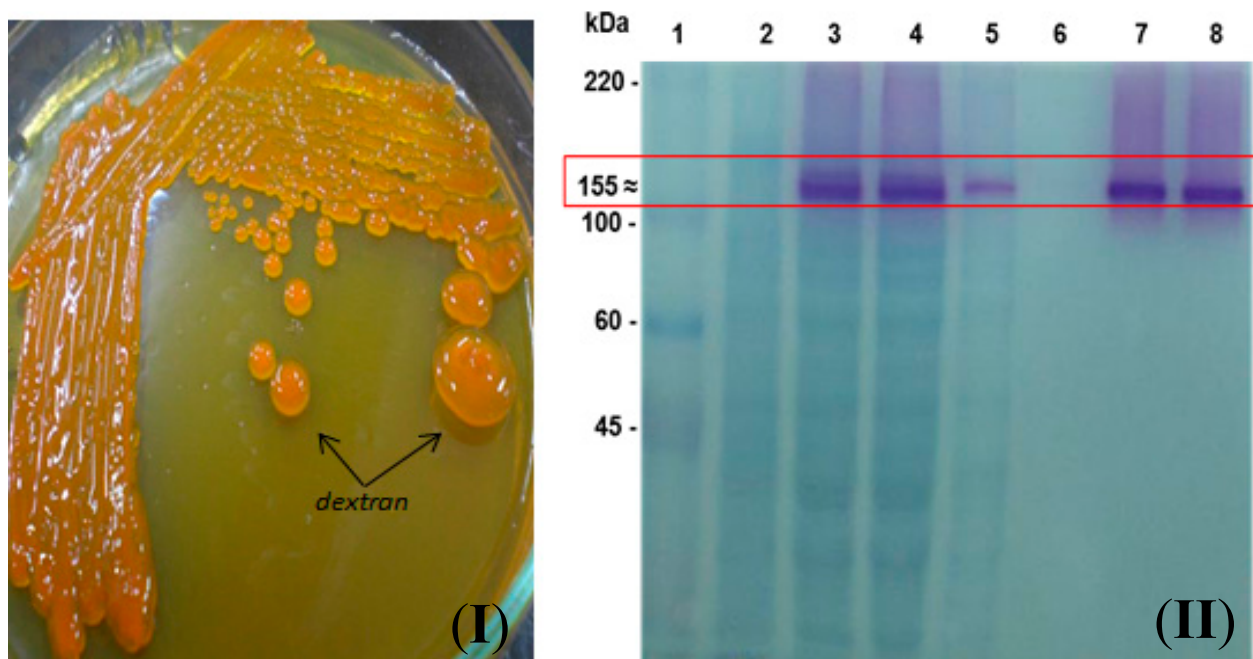 dextran
(I)
kDa 1 2 3 4 5 6 7 8
220 -
155 ≈
100 -
60 -
45 -
(II)